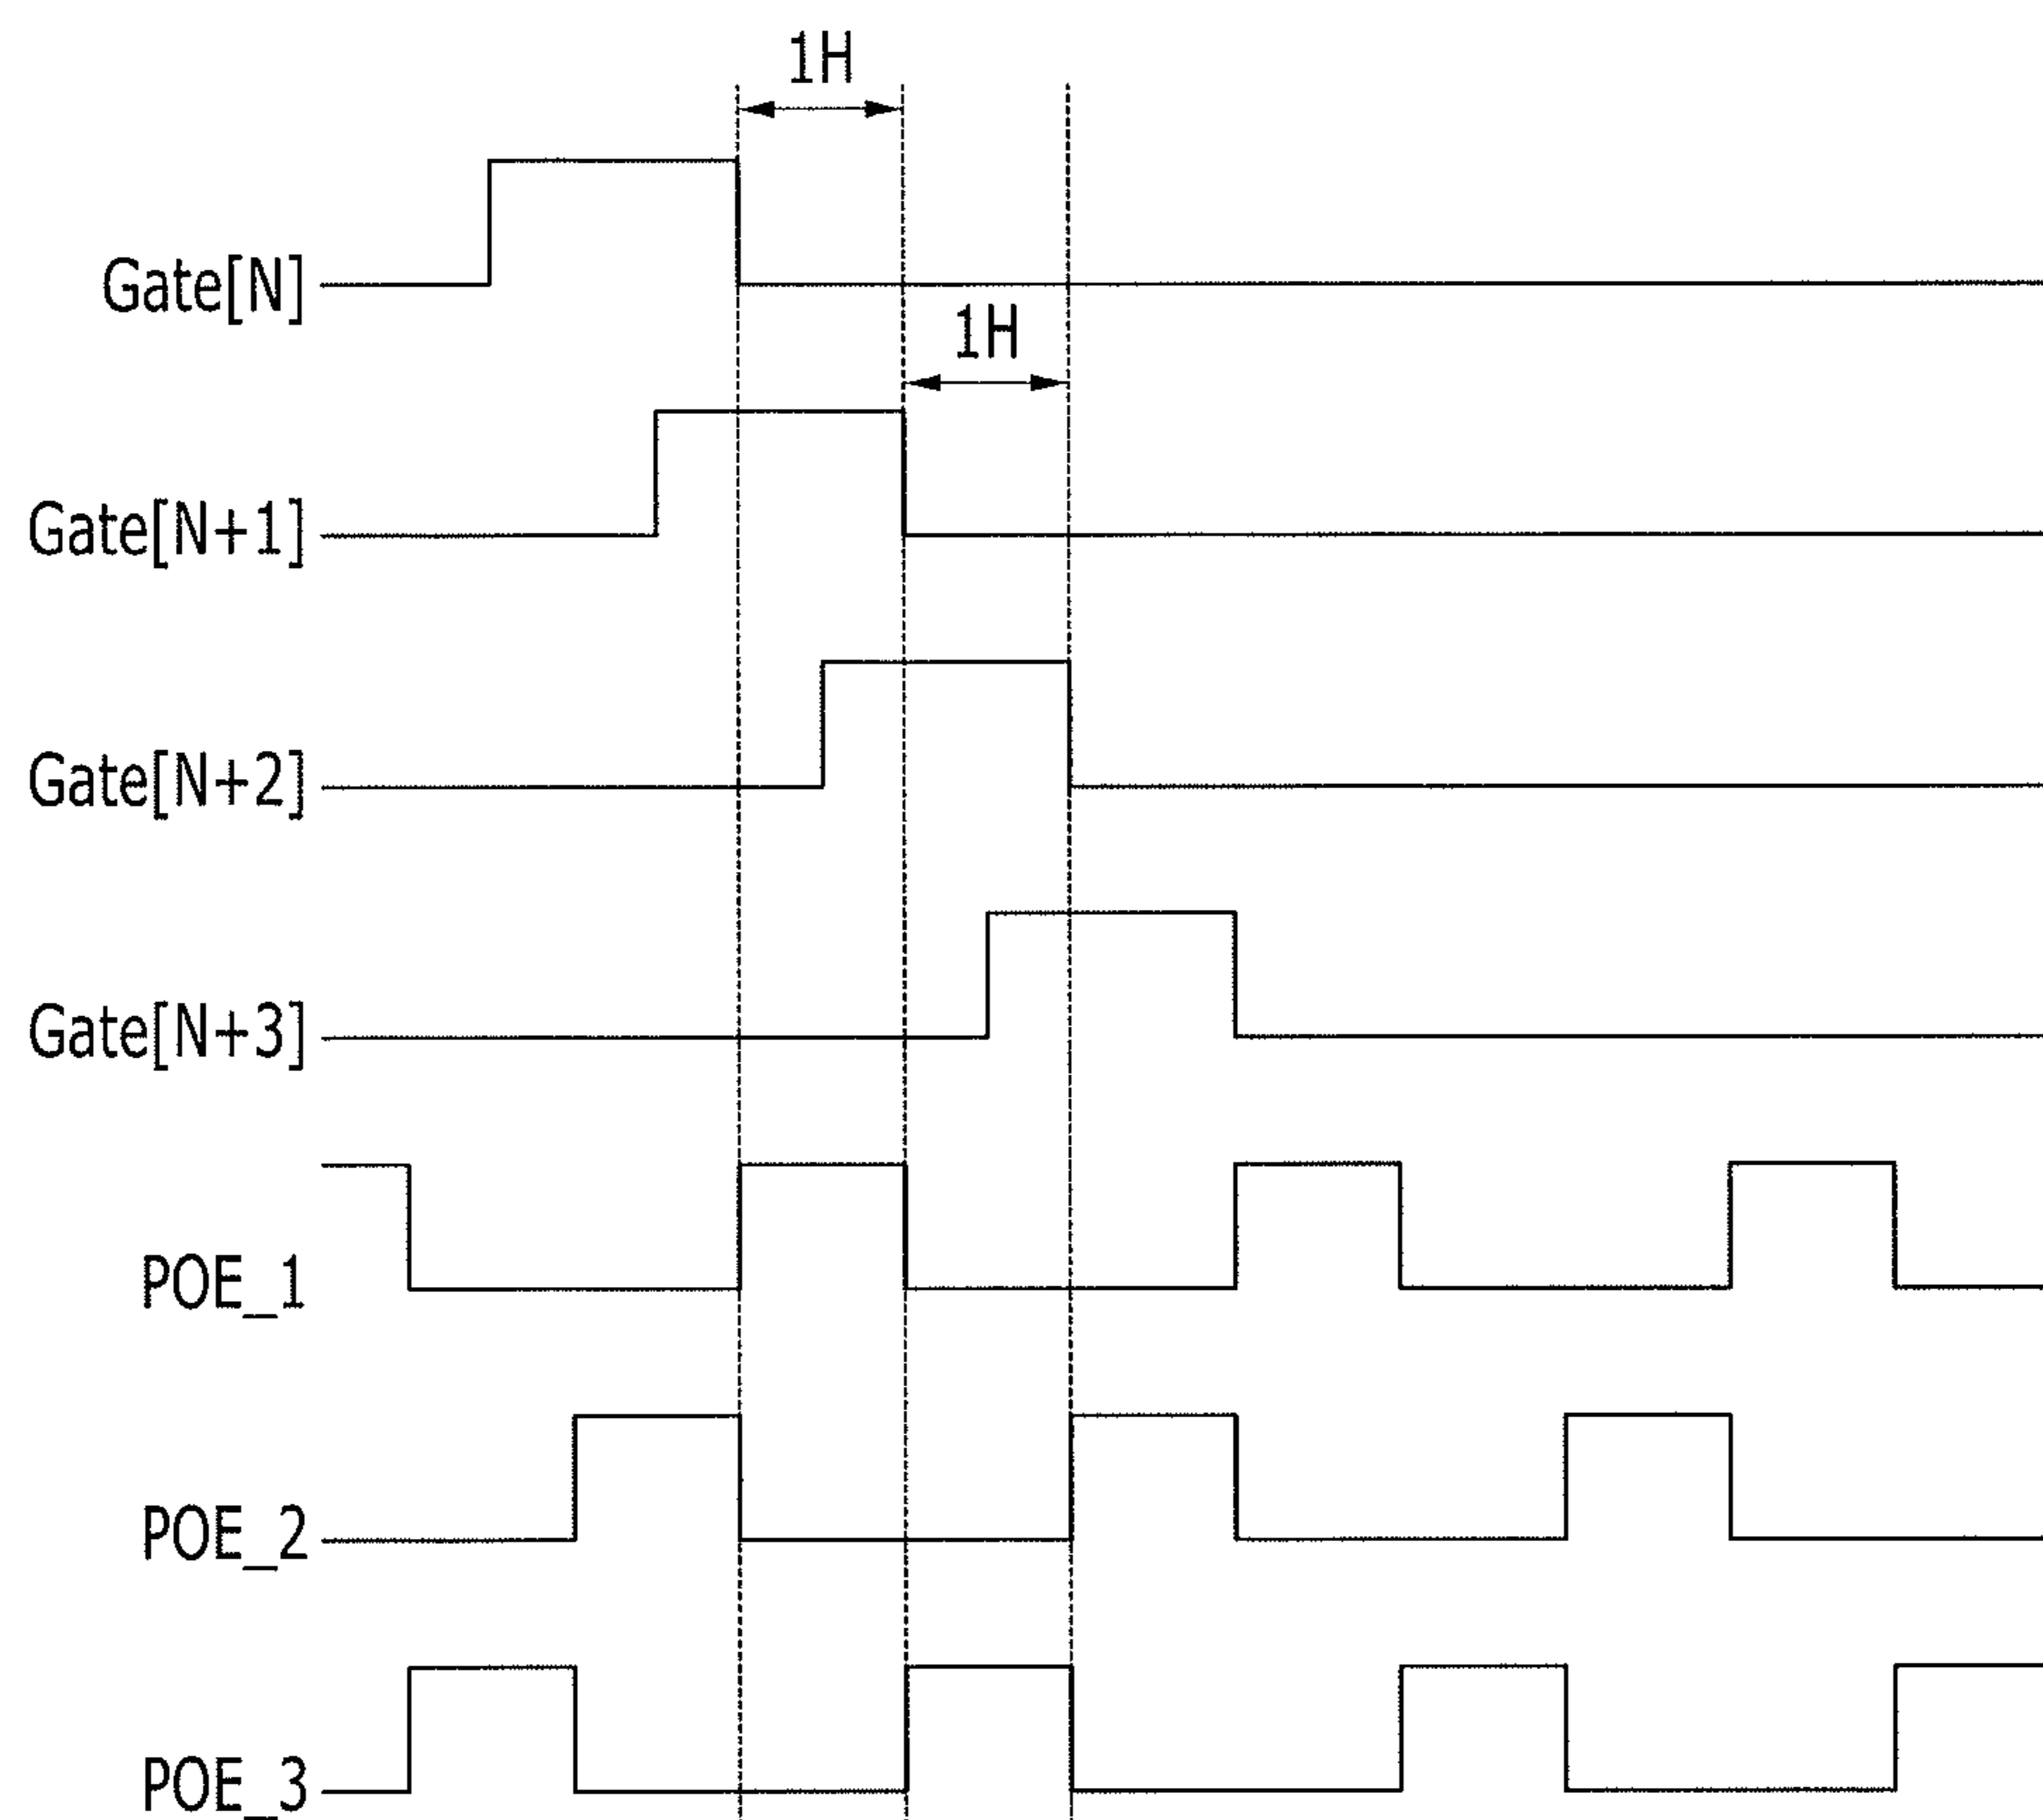 1H
Gate[N]
1H
Gate[N+1]
Gate[N+2]
Gate[N+3]
POE_1
POE_2
POE_3